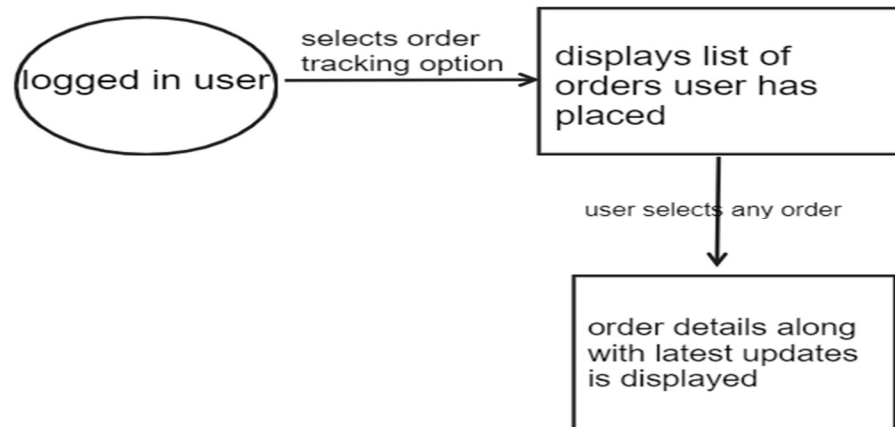 logged in user
selects order
tracking option
displays list of
orders user has
placed
user selects any order
order details along
with latest updates
is displayed